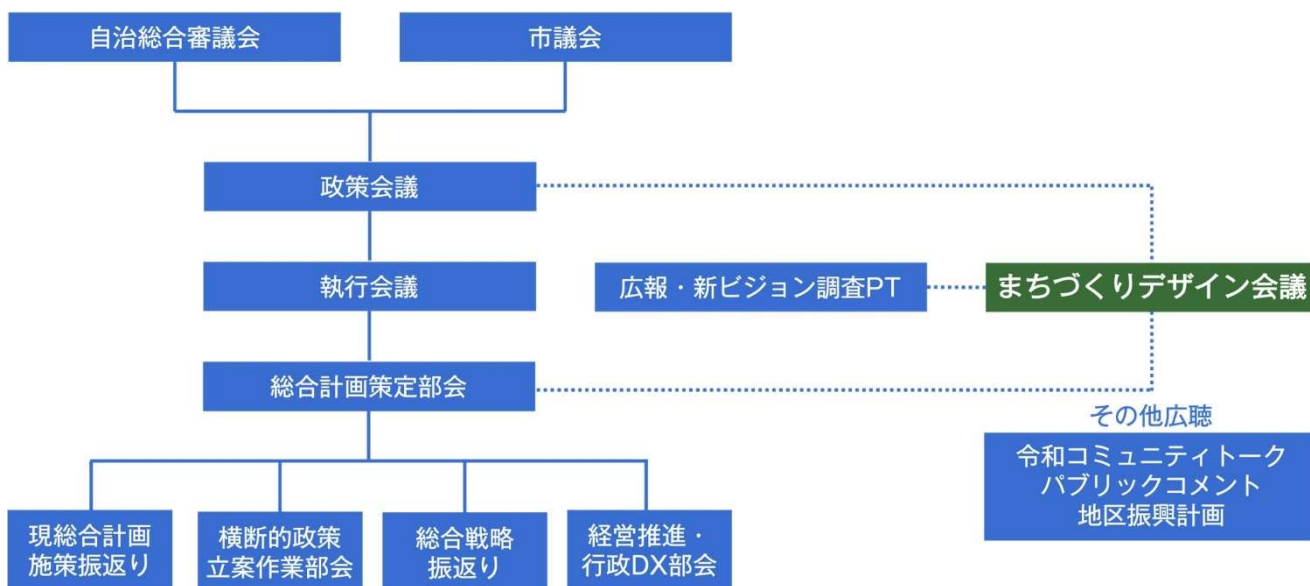 自治総合審議会
市議会
政策会議
執行会議
広報・新ビジョン調査PT
まちづくりデザイン会議
総合計画策定部会
その他広聴
令和コミュニティトーク
パブリックコメント
地区振興計画
現総合計画
施策振返り
横断的政策
立案作業部会
総合戦略
振返り
経営推進・
行政DX部会